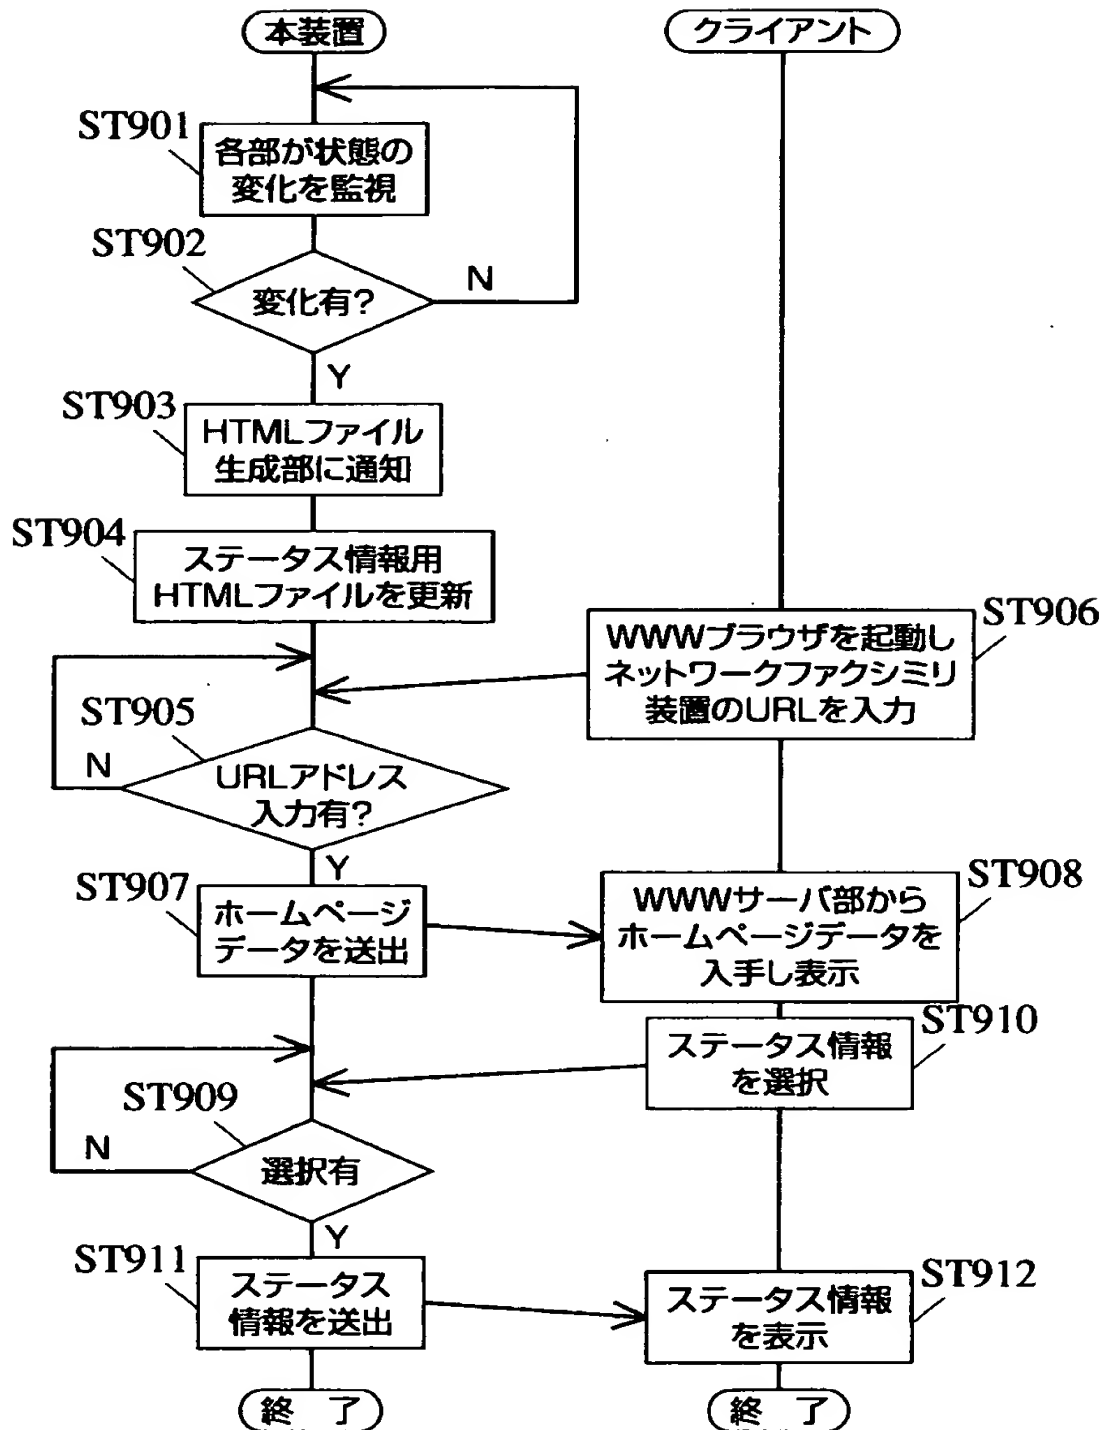 本装置
クライアント
ST901
各部が状態の
変化を監視
ST902
変化有?
N
Y
ST903
HTMLファイル
生成部に通知
ST904
ステータス情報用
HTMLファイルを更新
ST906
WWWブラウザを起動し
ネットワークファクシミリ
装置のURLを入力
ST905
URLアドレス
入力有?
N
Y
ST907
ホームページ
データを送出
ST908
WWWサーバ部から
ホームページデータを
入手し表示
ST910
ステータス情報
を選択
ST909
選択有
N
Y
ST911
ステータス
情報を送出
ST912
ステータス情報
を表示
終 了
終 了